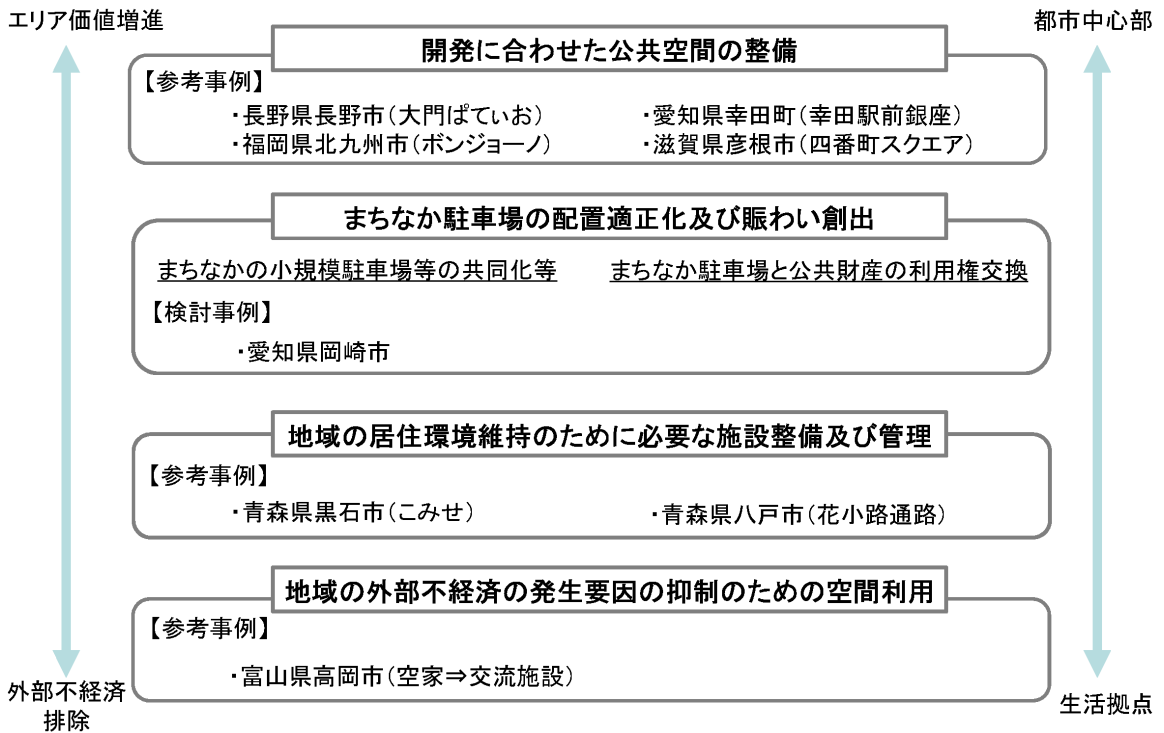 エリア価値増進
都市中心部
開発に合わせた公共空間の整備
【参考事例】
・長野県長野市(大門ぱてぃお) ・愛知県幸田町(幸田駅前銀座)
・福岡県北九州市(ボンジョーノ) ・滋賀県彦根市(四番町スクエア)
まちなか駐車場の配置適正化及び賑わい創出
まちなかの小規模駐車場等の共同化等 まちなか駐車場と公共財産の利用権交換
【検討事例】
・愛知県岡崎市
地域の居住環境維持のために必要な施設整備及び管理
【参考事例】
・青森県黒石市(こみせ) ・青森県八戸市(花小路通路)
地域の外部不経済の発生要因の抑制のための空間利用
【参考事例】
・富山県高岡市(空家⇒交流施設)
外部不経済
排除
生活拠点